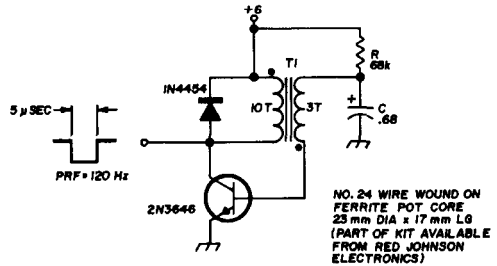 +6
T1
R
68k
1N4454
10T
3T
+
C
.68
5 µSEC
PRF = 120 Hz
2N3646
NO. 24 WIRE WOUND ON
FERRITE POT CORE
23 mm DIA x 17 mm LG
(PART OF KIT AVAILABLE
FROM RED JOHNSON
ELECTRONICS)